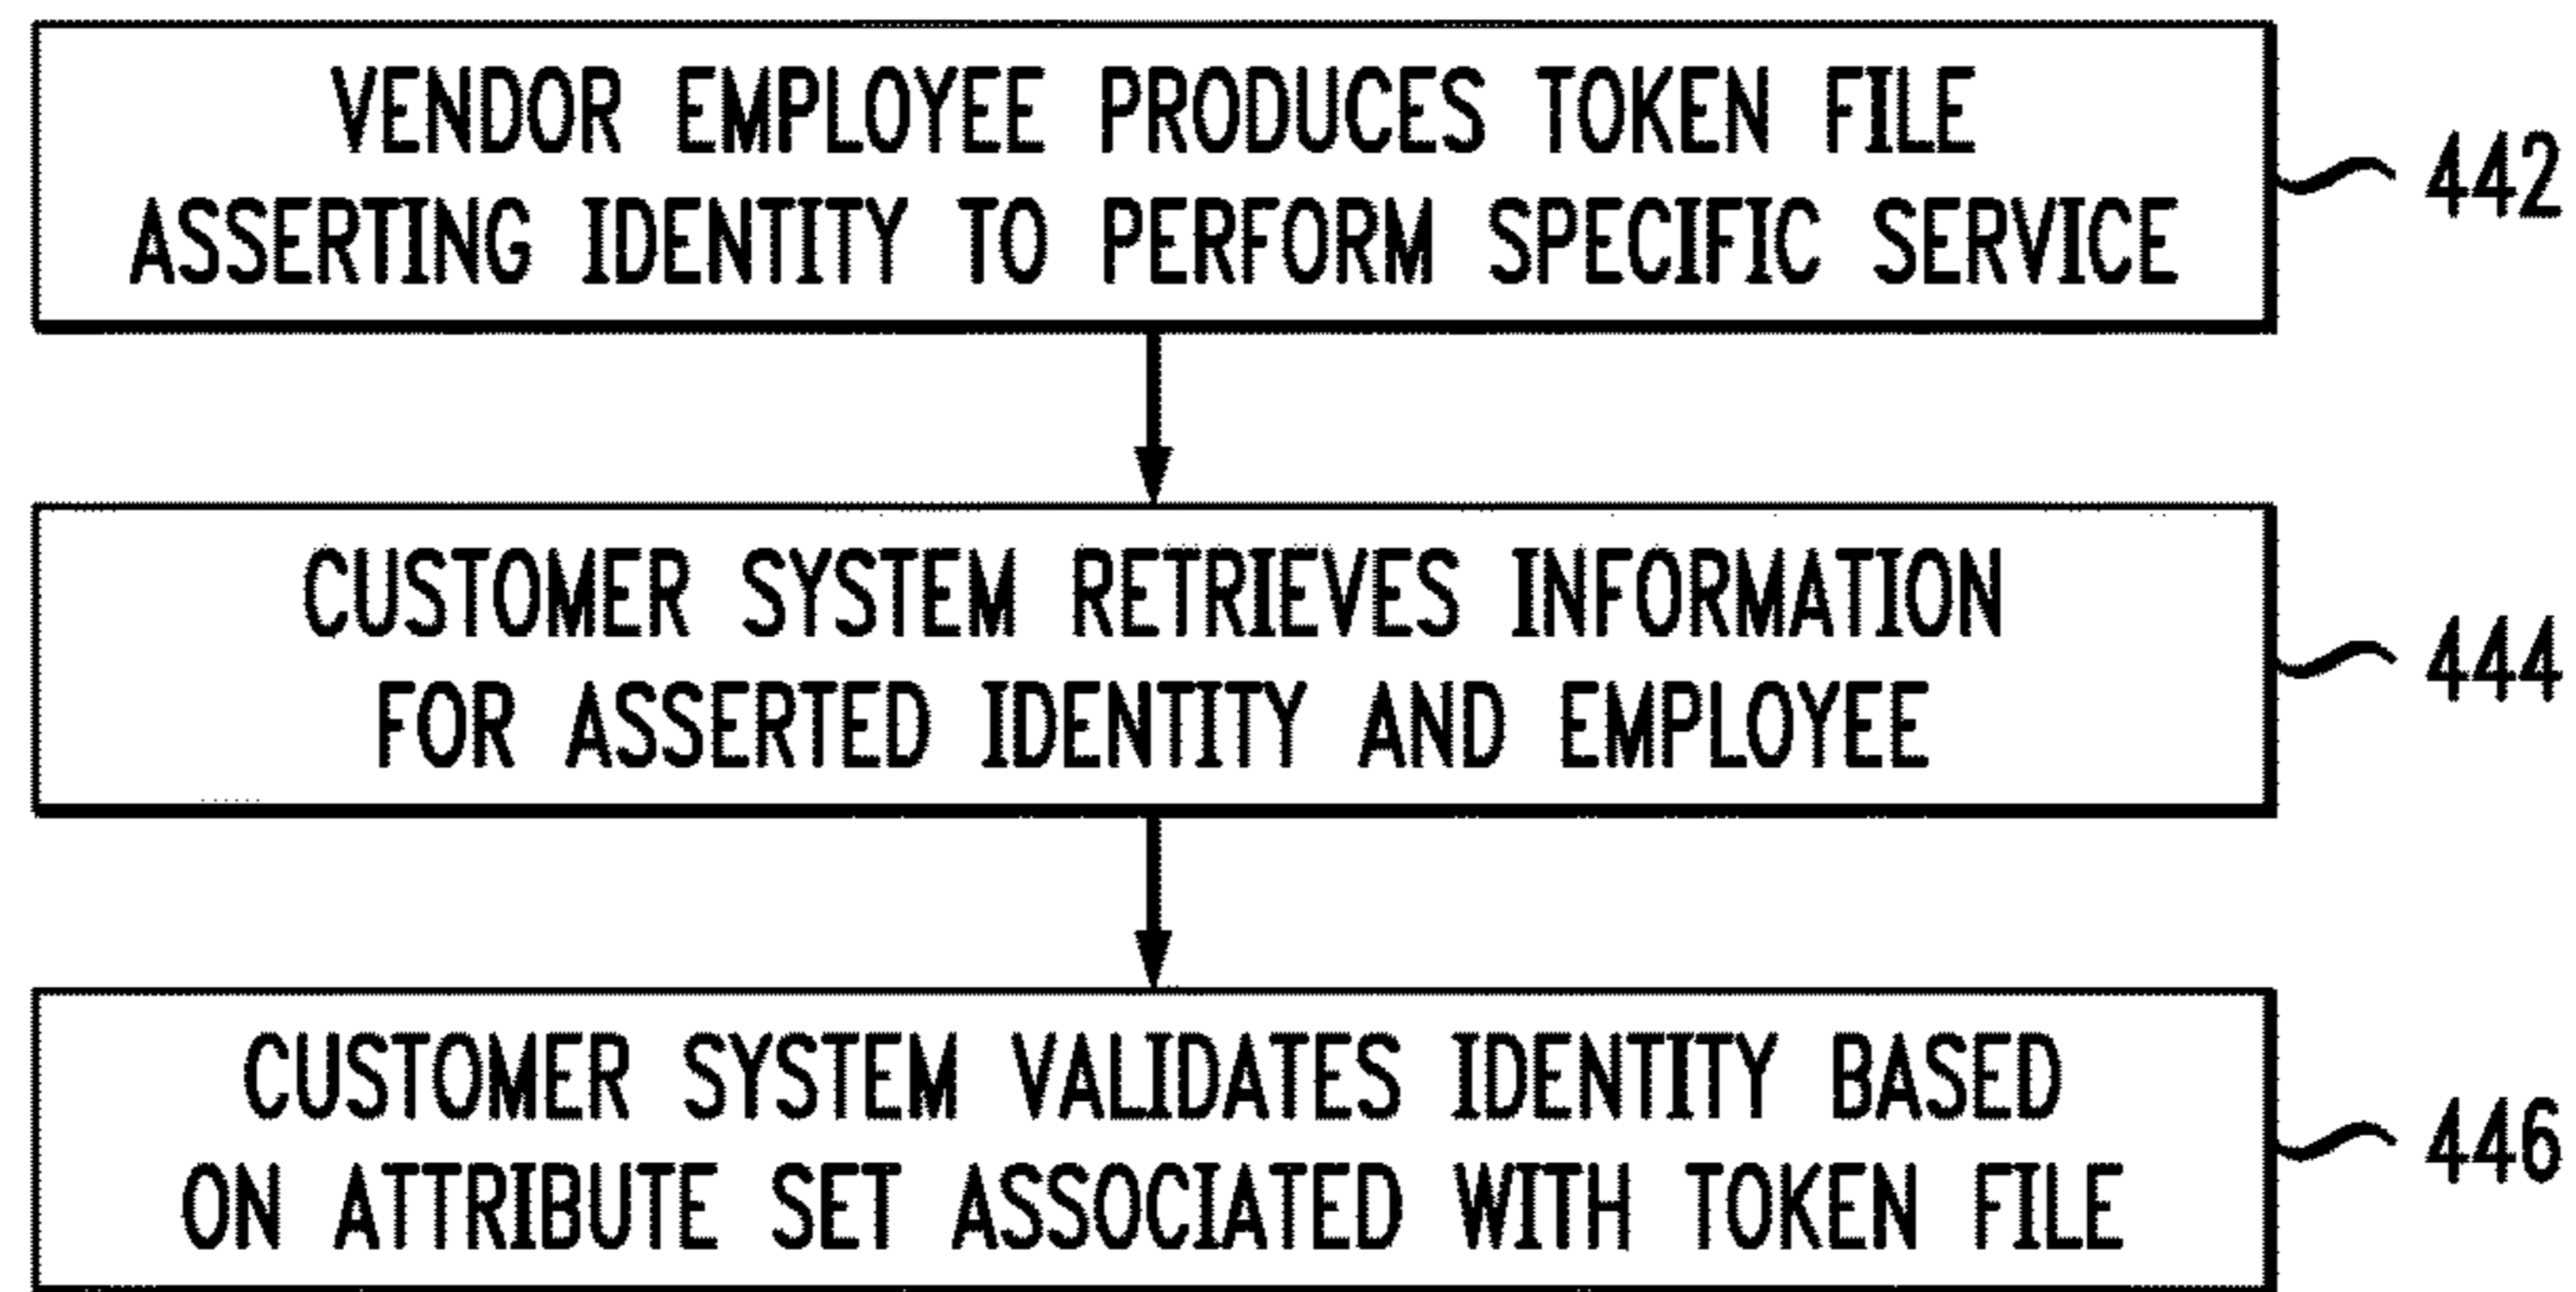 VENDOR EMPLOYEE PRODUCES TOKEN FILE
ASSERTING IDENTITY TO PERFORM SPECIFIC SERVICE
442
CUSTOMER SYSTEM RETRIEVES INFORMATION
FOR ASSERTED IDENTITY AND EMPLOYEE
444
CUSTOMER SYSTEM VALIDATES IDENTITY BASED
ON ATTRIBUTE SET ASSOCIATED WITH TOKEN FILE
446